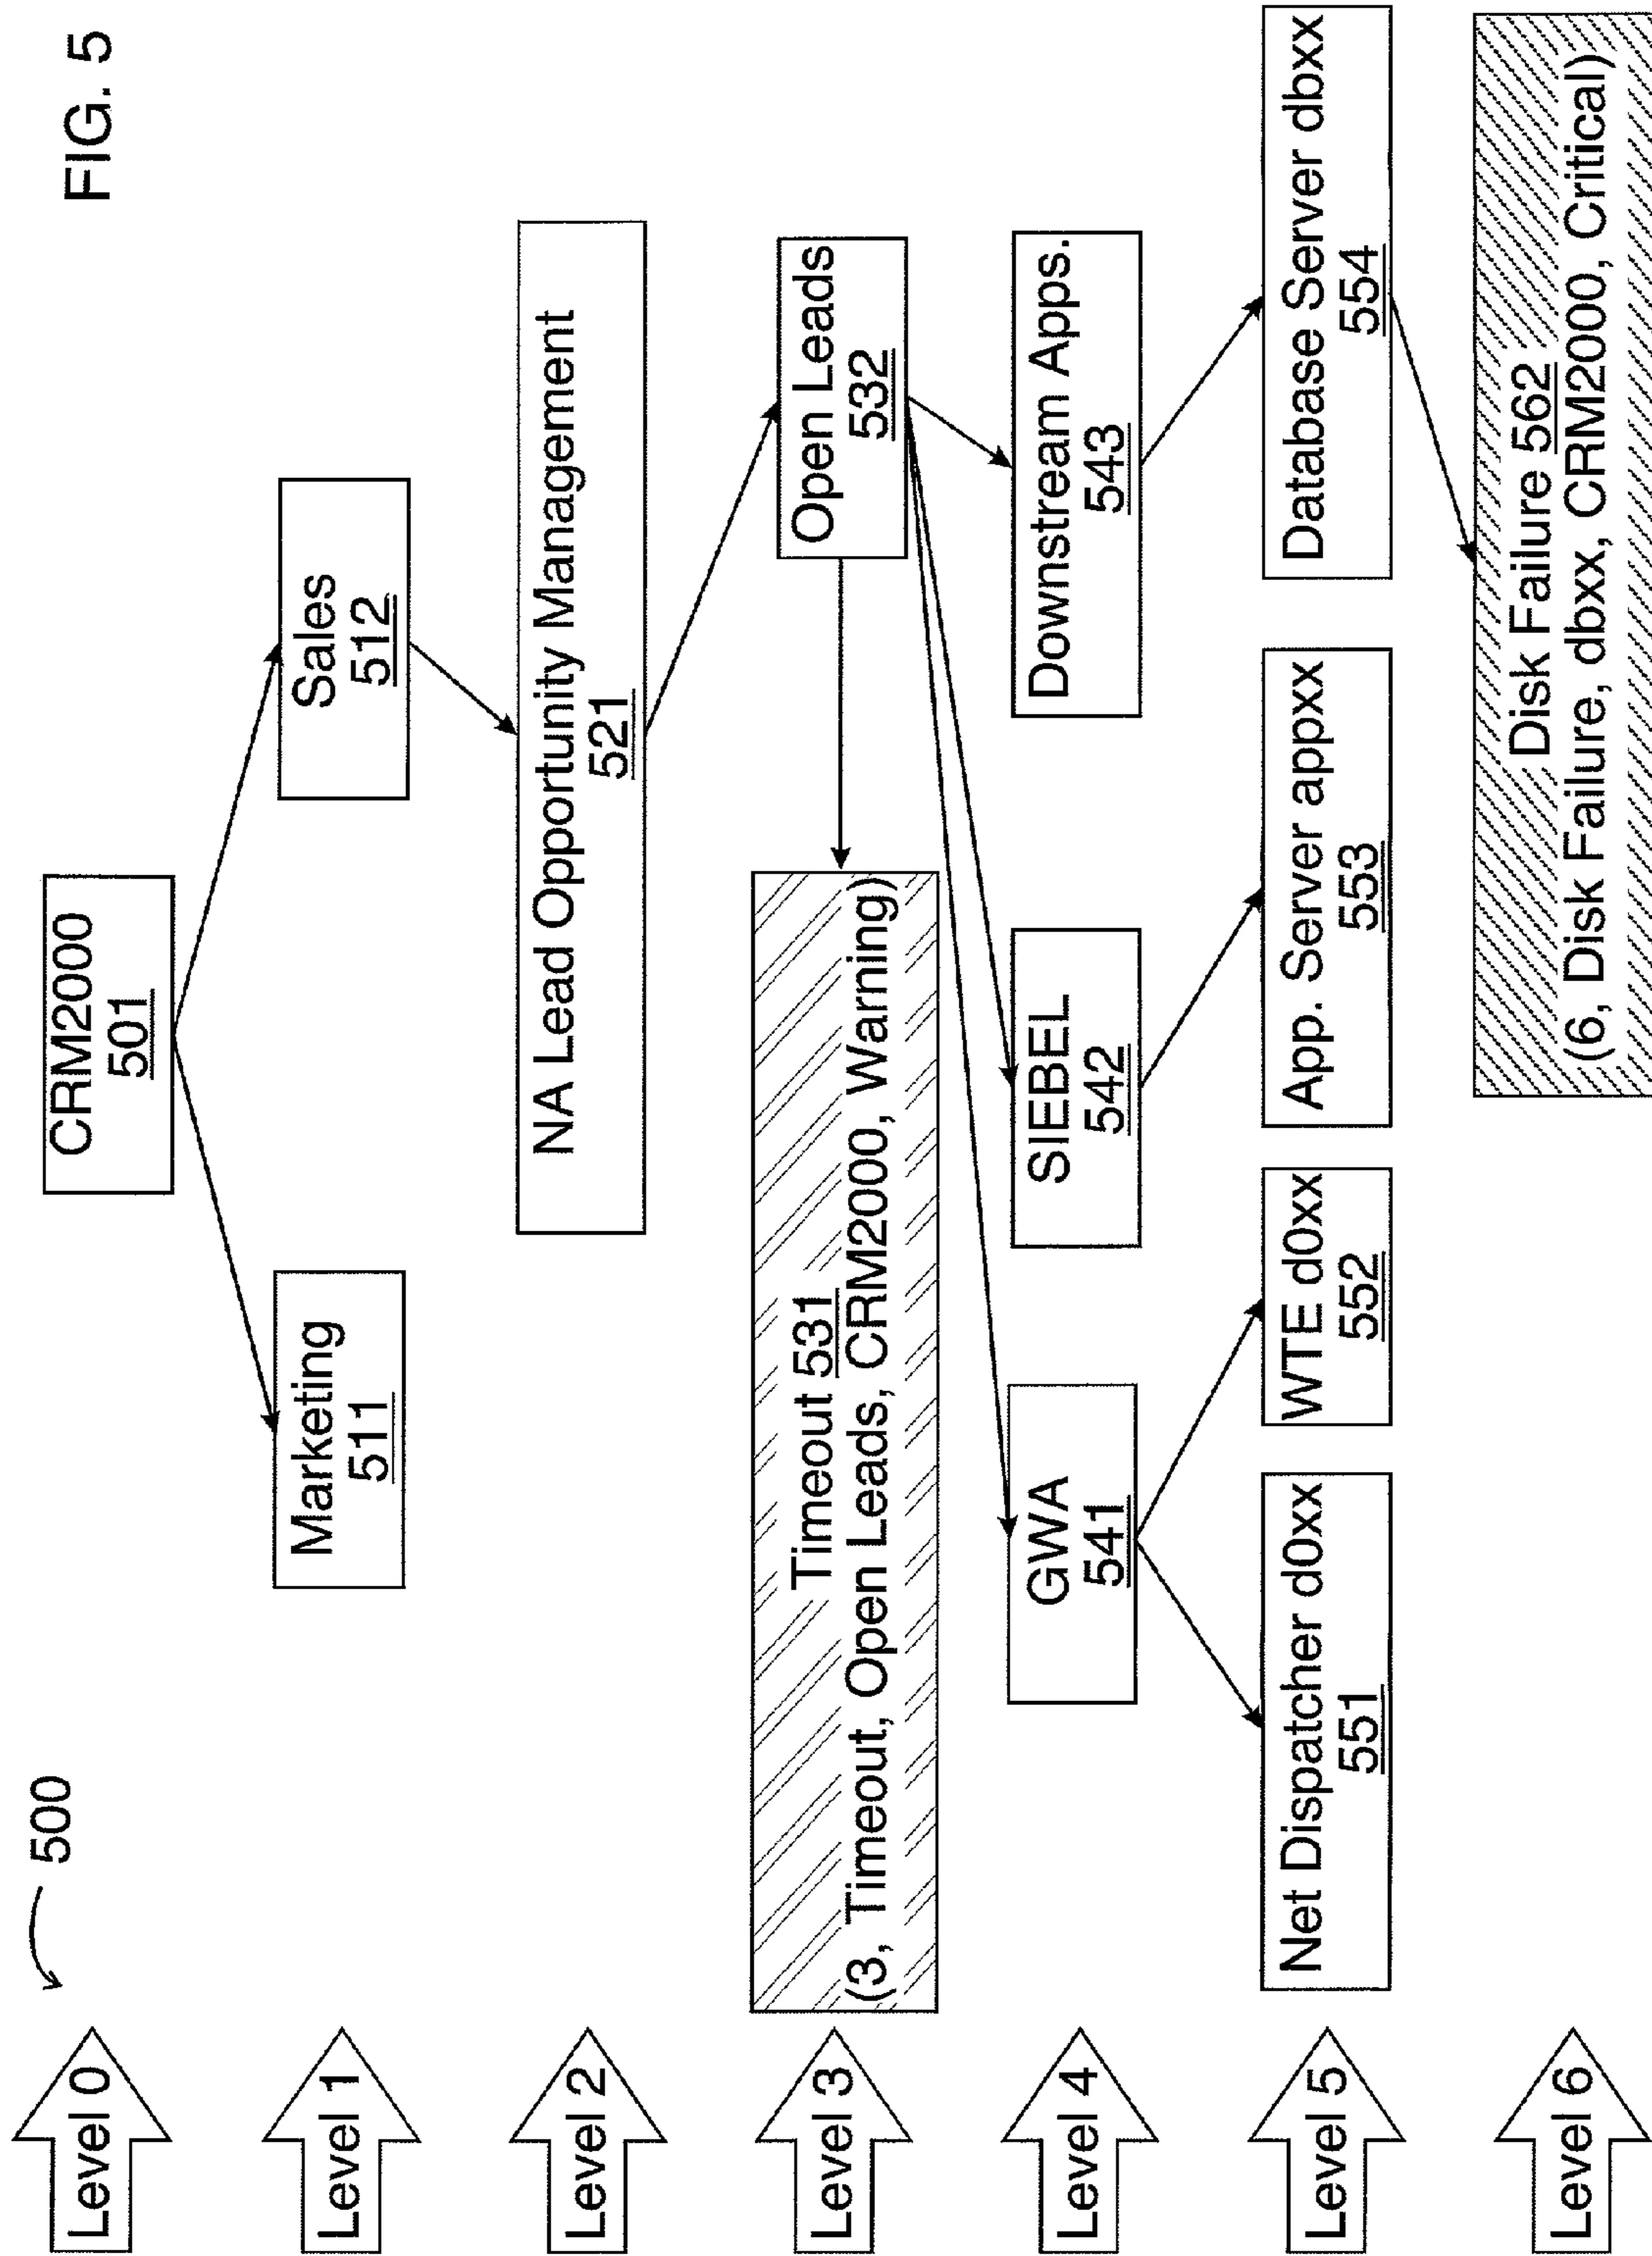 FIG. 5
500
Level 0
CRM2000
501
Level 1
Marketing
511
Sales
512
Level 2
NA Lead Opportunity Management
521
Level 3
Timeout 531
(3, Timeout, Open Leads, CRM2000, Warning)
Open Leads
532
Level 4
GWA
541
SIEBEL
542
Downstream Apps.
543
Level 5
Net Dispatcher d0xx
551
WTE d0xx
552
App. Server appxx
553
Database Server dbxx
554
Level 6
Disk Failure 562
(6, Disk Failure, dbxx, CRM2000, Critical)